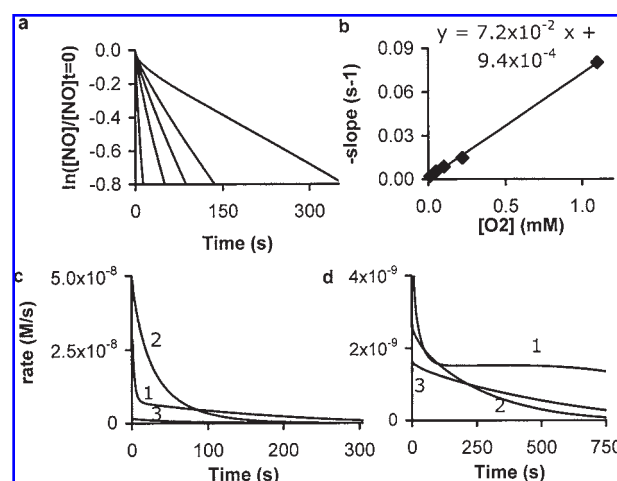 a
ln([NO]/[NO]t=0)
0.0
-0.2
-0.4
-0.6
-0.8
0
150
300
Time (s)
b
y = 7.2x10⁻² x +
9.4x10⁻⁴
-slope (s-1)
0.09
0.06
0.03
0.00
0.0
0.5
1.0
[O2] (mM)
c
rate (M/s)
5.0x10⁻⁸
2.5x10⁻⁸
0
2
1
3
0
100
200
300
Time (s)
d
4x10⁻⁹
2x10⁻⁹
0
1
3
2
0
250
500
750
Time (s)